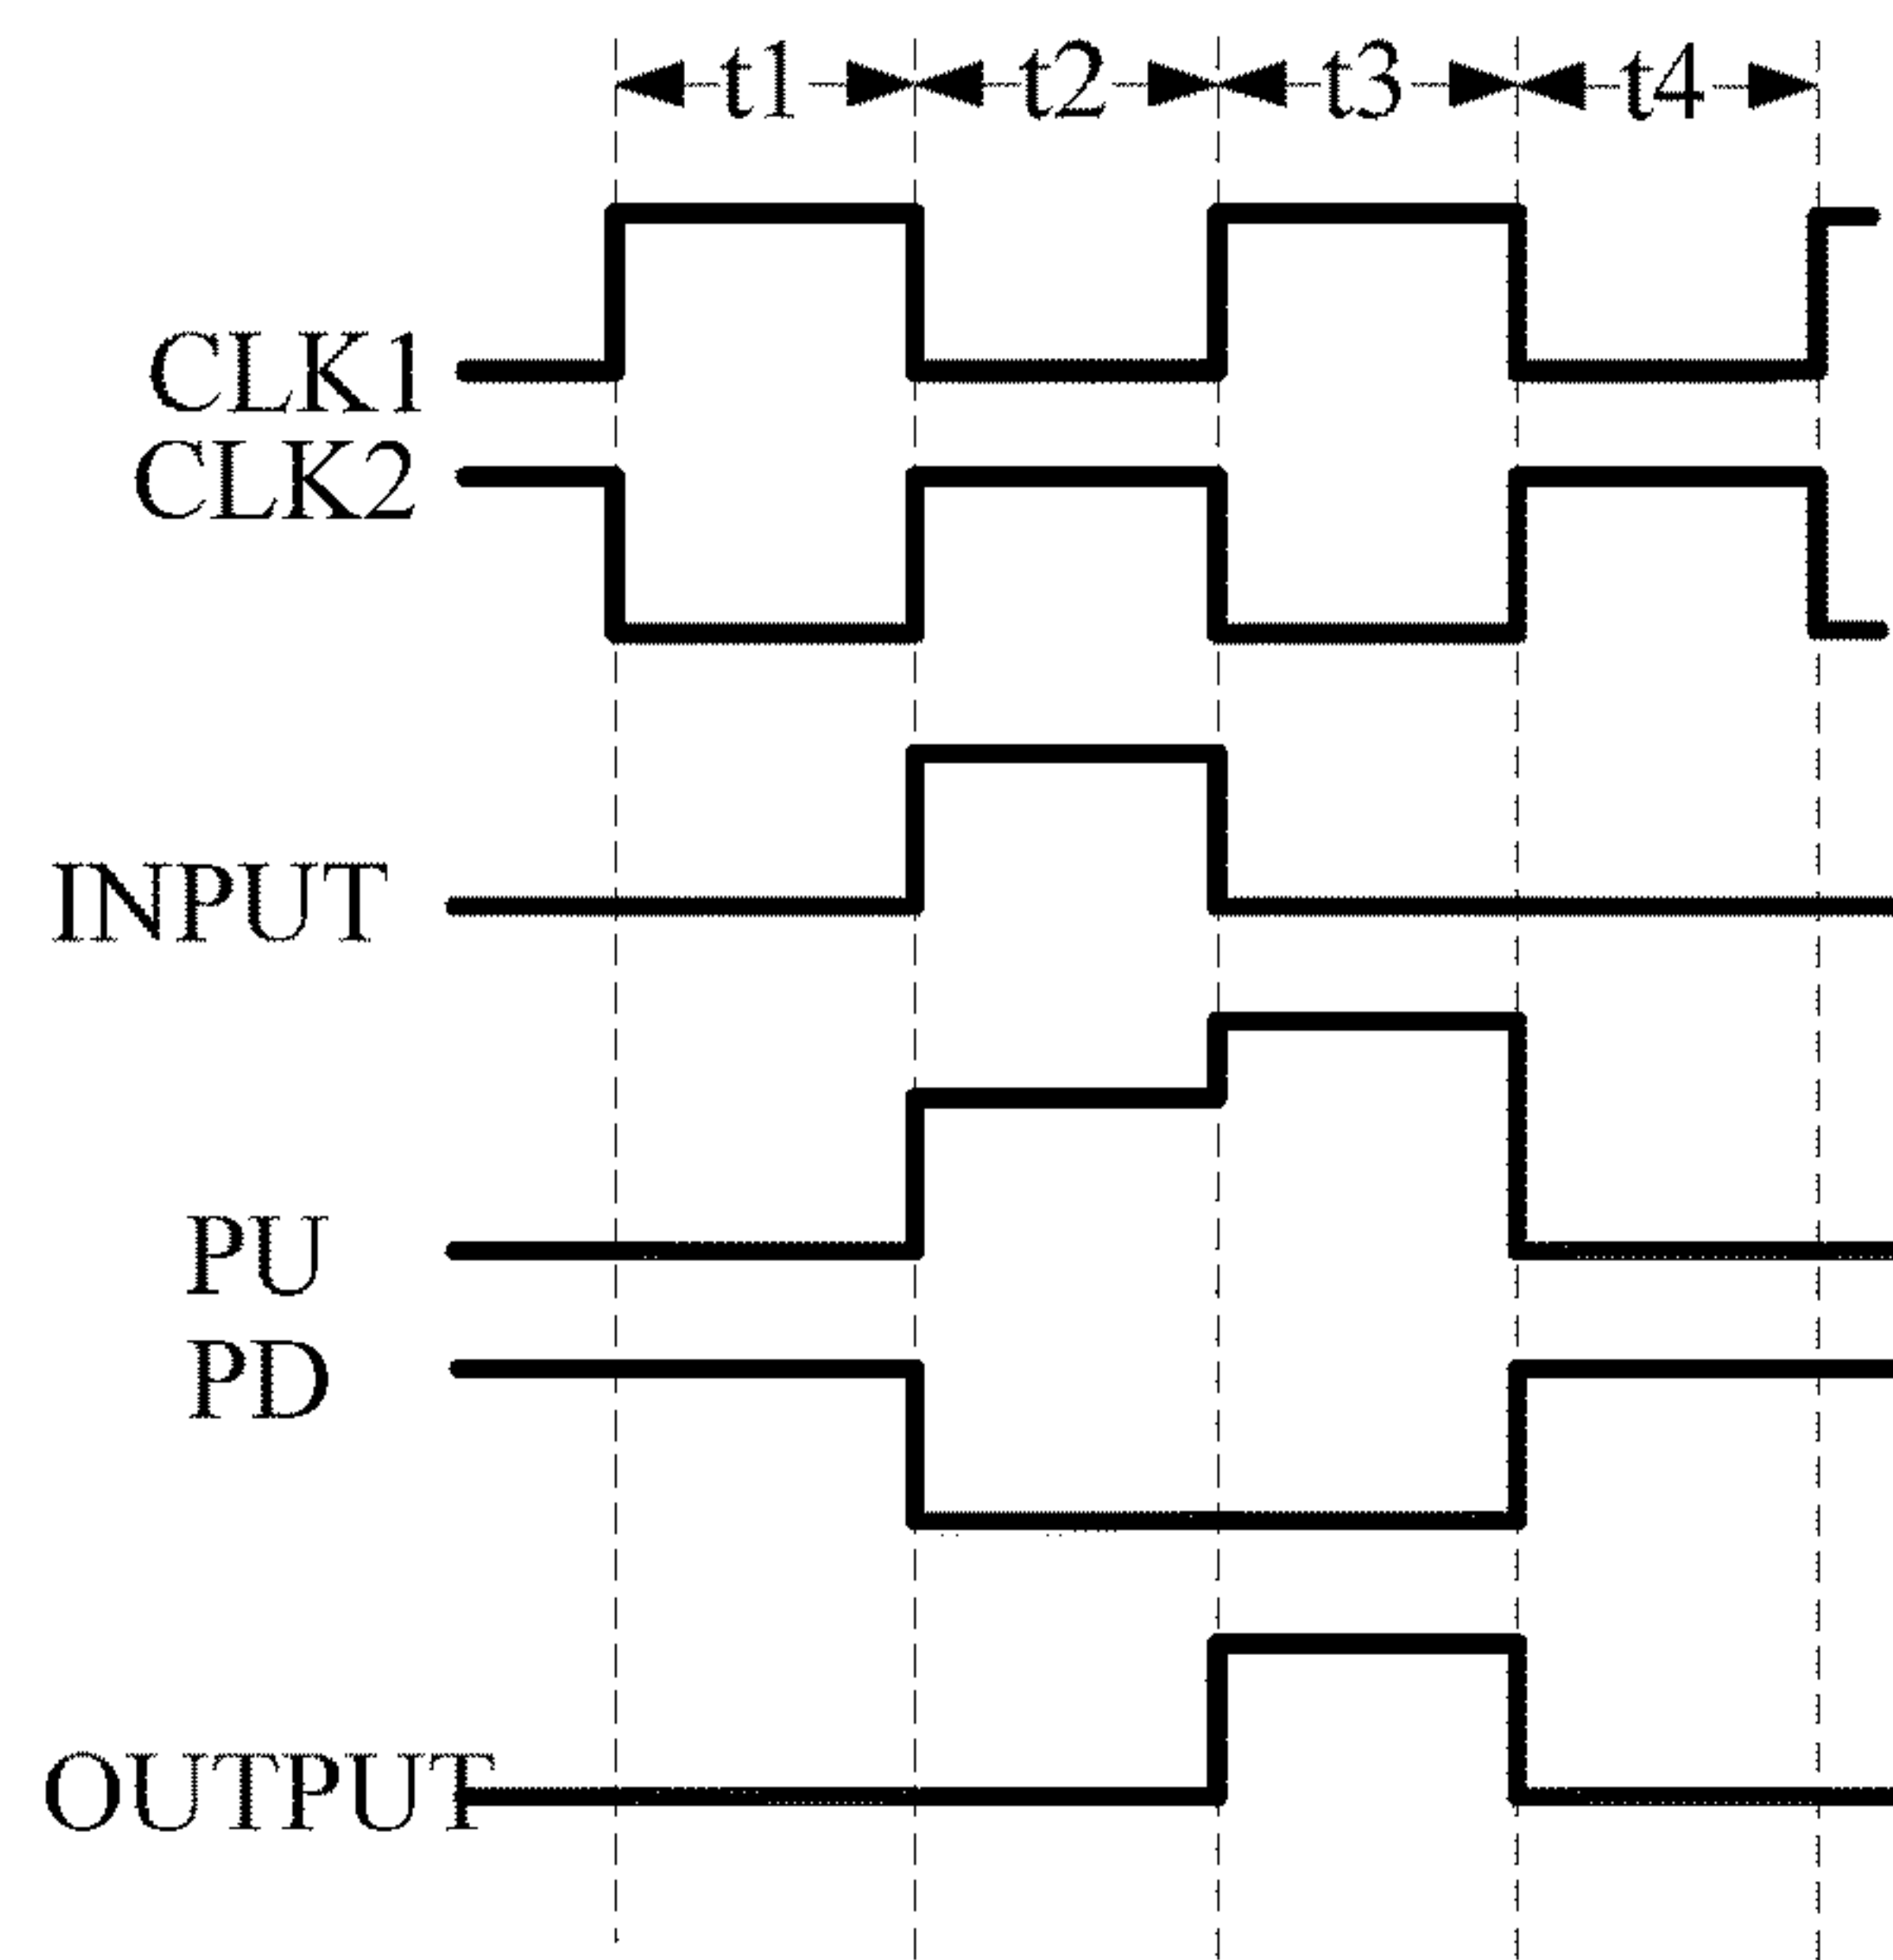 t1 t2 t3 t4
CLK1
CLK2
INPUT
PU
PD
OUTPUT